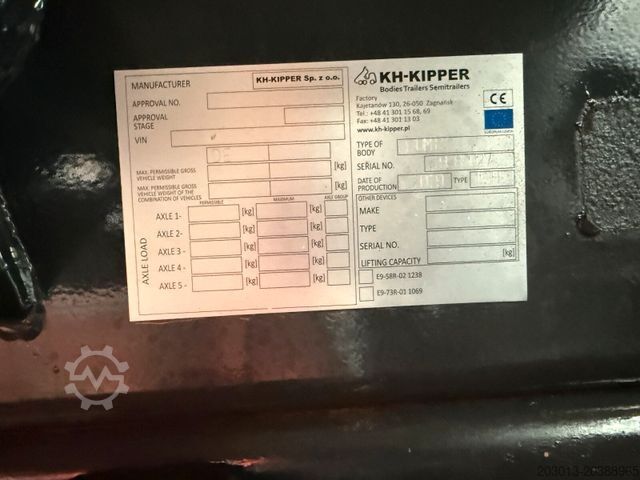 MANUFACTURER KH-KIPPER Sp. z o.o.
APPROVAL NO.
APPROVAL
STAGE
VIN
MAX. PERMISSIBLE GROSS
VEHICLE WEIGHT [kg]
MAX. PERMISSIBLE GROSS
VEHICLE WEIGHT OF THE
COMBINATION OF VEHICLES [kg]
PERMISSIBLE MAXIMUM AXLE GROUP
AXLE LOAD
AXLE 1- [kg] [kg]
AXLE 2- [kg] [kg]
AXLE 3 - [kg] [kg]
AXLE 4 - [kg] [kg]
AXLE 5 - [kg] [kg]
KH-KIPPER
Bodies Trailers Semitrailers
Factory
Kajetanów 130, 26-050 Zagnańsk
Tel.: +48 41 301 15 68, 69
Fax: +48 41 301 13 03
www.kh-kipper.pl
CE
EUROPEAN UNION
TYPE OF
BODY
SERIAL NO.
DATE OF
PRODUCTION
TYPE
OTHER DEVICES
MAKE
TYPE
SERIAL NO.
LIFTING CAPACITY [kg]
E9-58R-02 1238
E9-73R-01 1069
203013-20388965